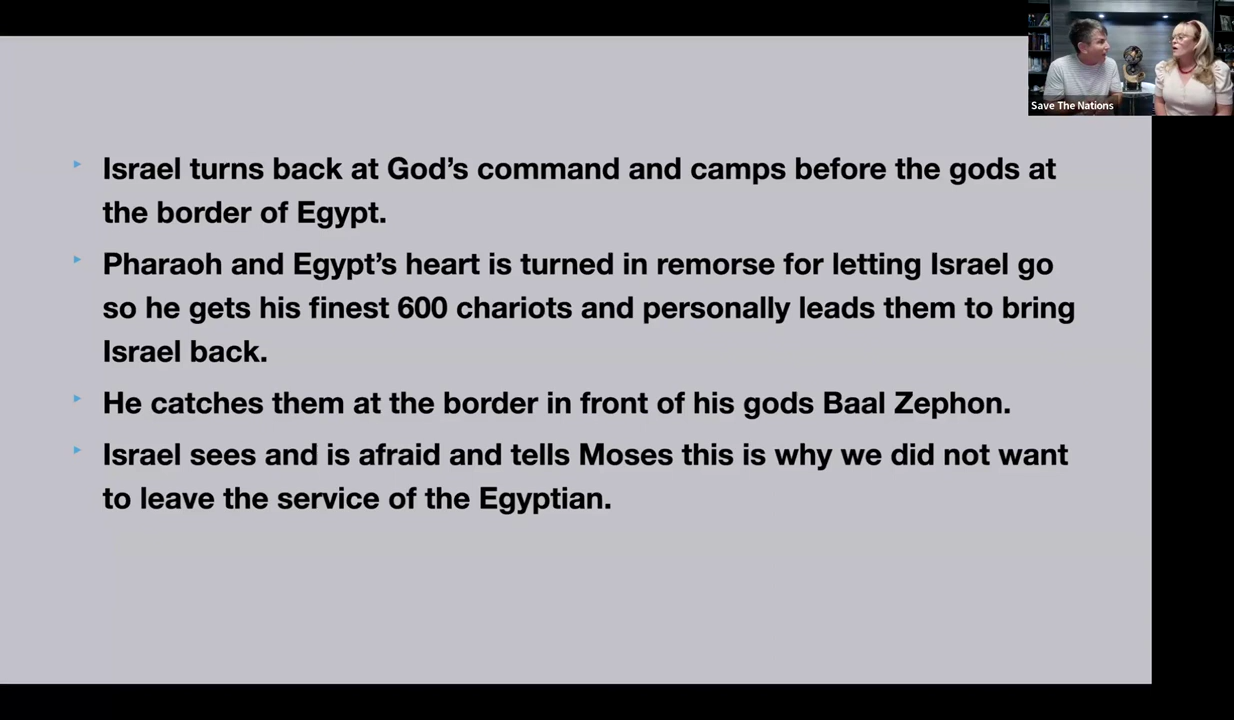 Save The Nations
Israel turns back at God’s command and camps before the gods at
the border of Egypt.
Pharaoh and Egypt’s heart is turned in remorse for letting Israel go
so he gets his finest 600 chariots and personally leads them to bring
Israel back.
He catches them at the border in front of his gods Baal Zephon.
Israel sees and is afraid and tells Moses this is why we did not want
to leave the service of the Egyptian.